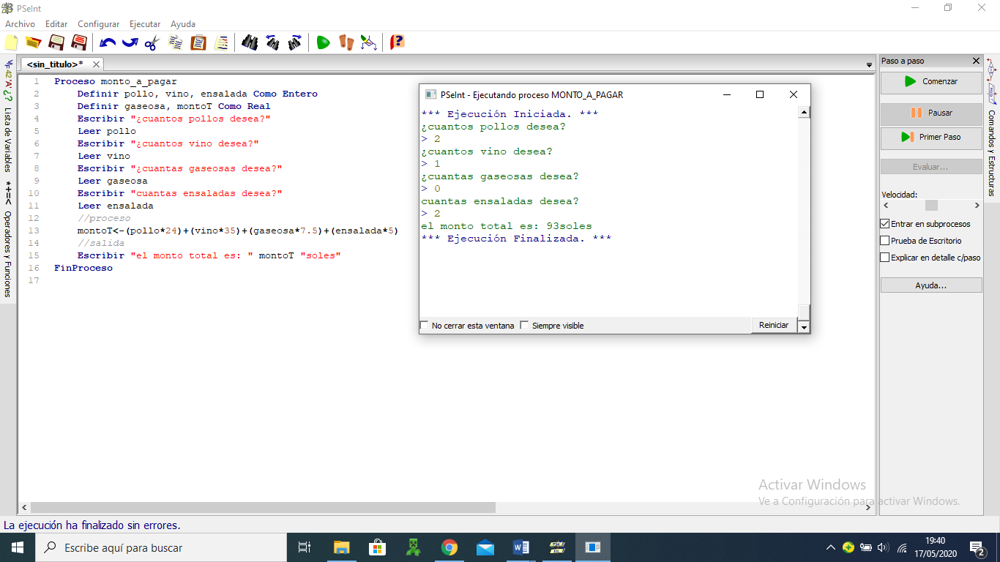 PSeInt
Archivo Editar Configurar Ejecutar Ayuda
<sin_titulo>*
1 Proceso monto_a_pagar
2 Definir pollo, vino, ensalada Como Entero
3 Definir gaseosa, montoT Como Real
4 Escribir "¿cuantos pollos desea?"
5 Leer pollo
6 Escribir "¿cuantos vino desea?"
7 Leer vino
8 Escribir "¿cuantas gaseosas desea?"
9 Leer gaseosa
10 Escribir "cuantas ensaladas desea?"
11 Leer ensalada
12 //proceso
13 montoT<-(pollo*24)+(vino*35)+(gaseosa*7.5)+(ensalada*5)
14 //salida
15 Escribir "el monto total es: " montoT "soles"
16 FinProceso
17
Lista de Variables
*+=< Operadores y Funciones
PSeInt - Ejecutando proceso MONTO_A_PAGAR
*** Ejecución Iniciada. ***
¿cuantos pollos desea?
> 2
¿cuantos vino desea?
> 1
¿cuantas gaseosas desea?
> 0
cuantas ensaladas desea?
> 2
el monto total es: 93soles
*** Ejecución Finalizada. ***
No cerrar esta ventana Siempre visible Reiniciar
Paso a paso
Comenzar
Pausar
Primer Paso
Evaluar...
Velocidad:
Entrar en subprocesos
Prueba de Escritorio
Explicar en detalle c/paso
Ayuda...
Comandos y Estructuras
Activar Windows
Ve a Configuración para activar Windows.
La ejecución ha finalizado sin errores.
Escribe aquí para buscar
19:40
17/05/2020
2